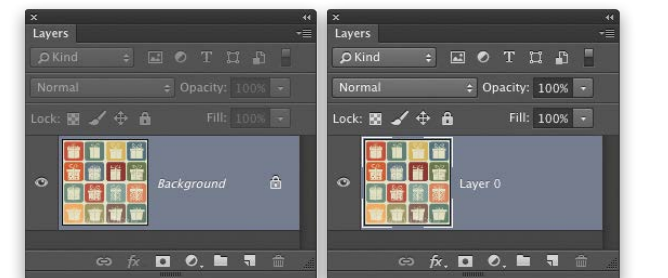 Layers
Kind
Normal
Opacity: 100%
Lock:
Fill: 100%
Background
fx
Layers
Kind
Normal
Opacity: 100%
Lock:
Fill: 100%
Layer 0
fx.